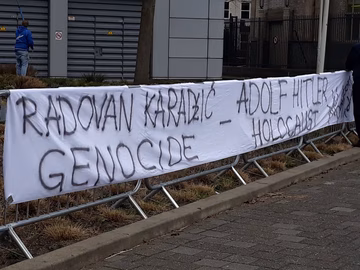 RADOVAN KARADŽIĆ - ADOLF HITLER
GENOCIDE HOLOCAUST